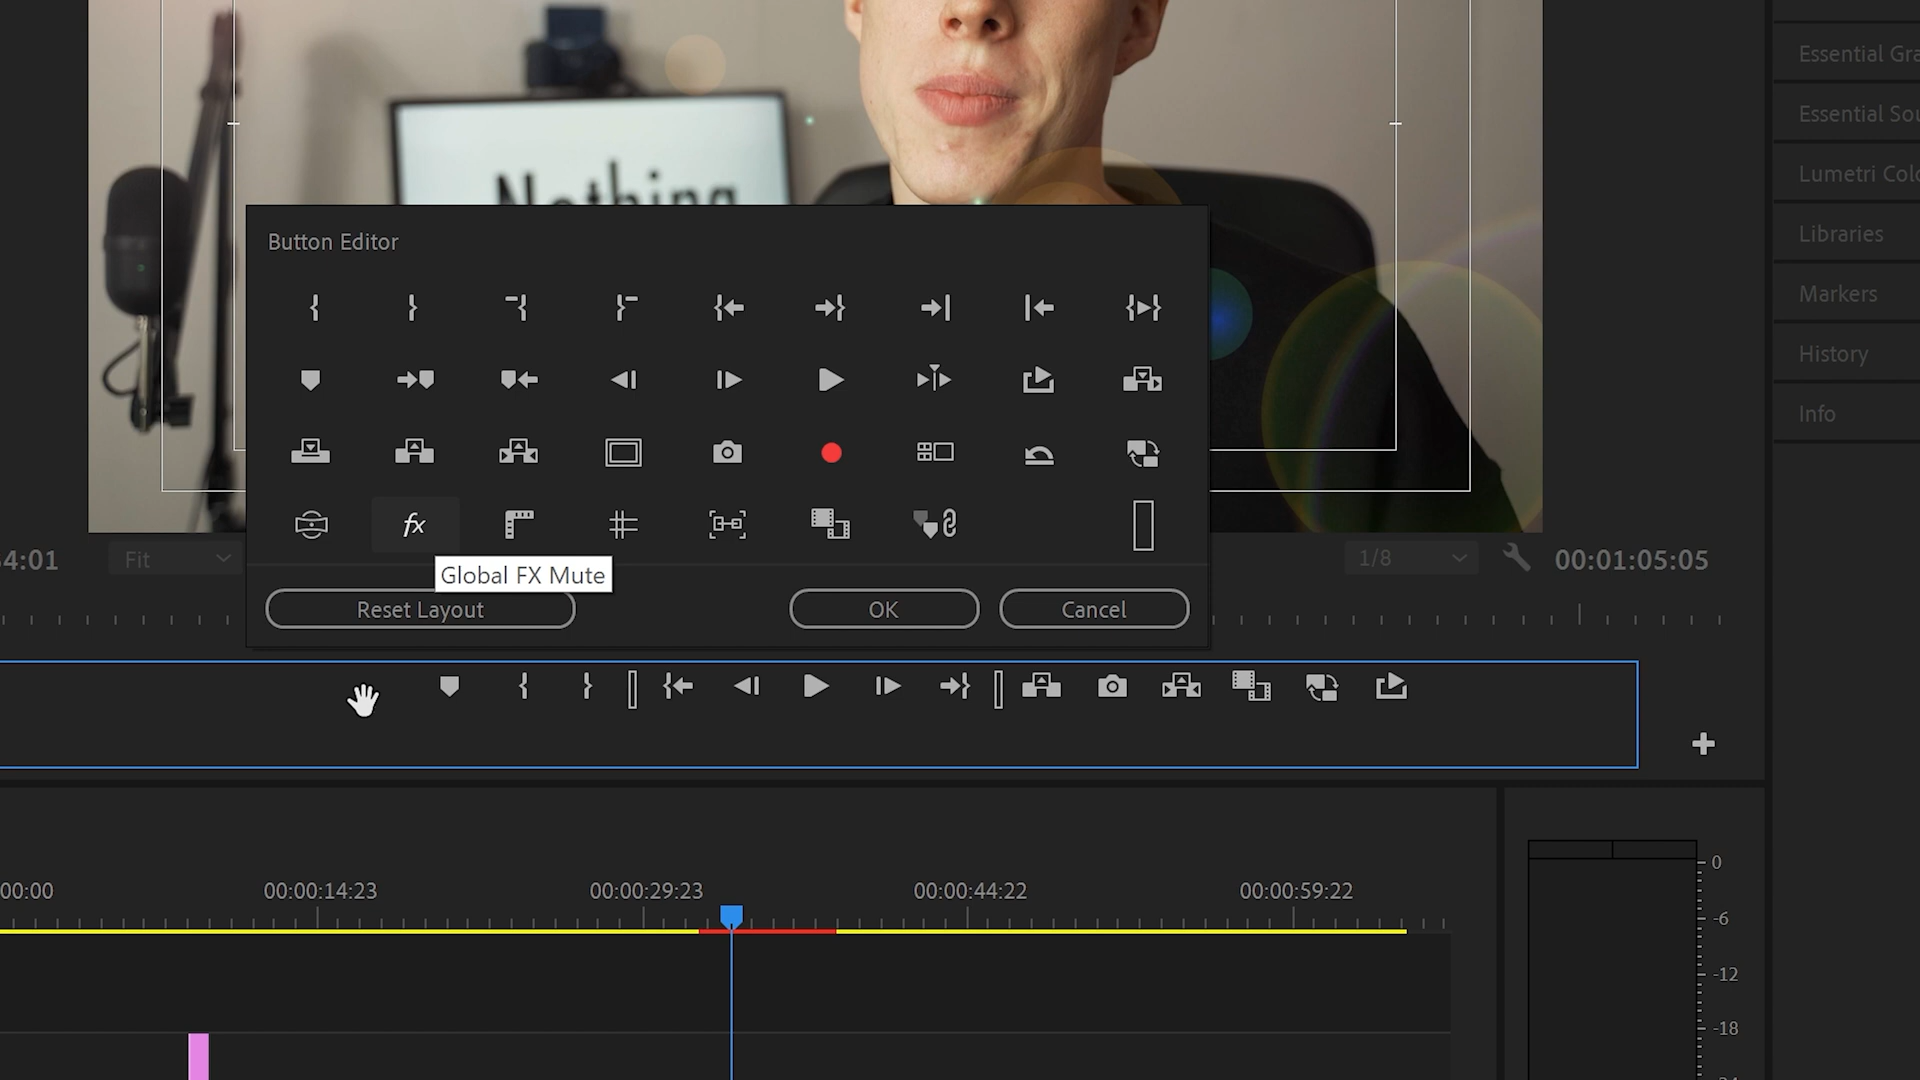 Nothing
Button Editor
fx
Global FX Mute
Reset Layout
OK
Cancel
4:01
Fit
1/8
00:01:05:05
Essential Gra
Essential Sou
Lumetri Colo
Libraries
Markers
History
Info
00:00
00:00:14:23
00:00:29:23
00:00:44:22
00:00:59:22
0
-6
-12
-18